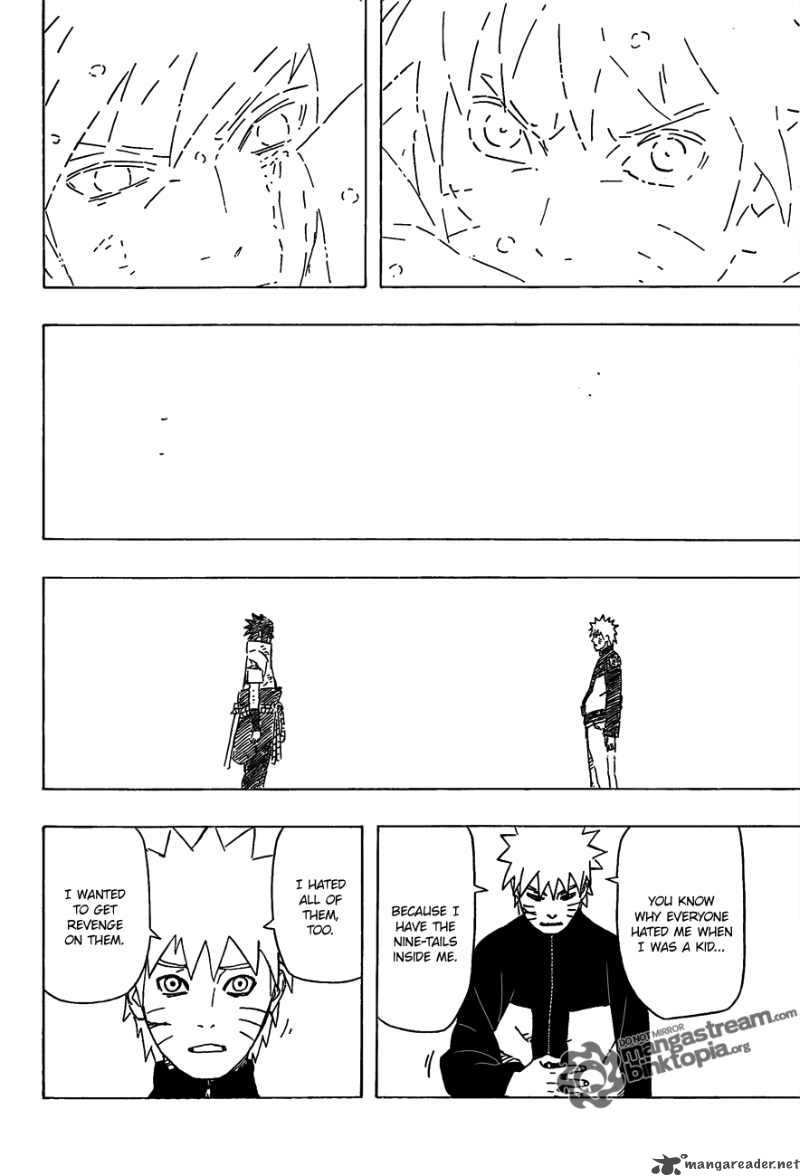 YOU KNOW
WHY EVERYONE
HATED ME WHEN
I WAS A KID...
BECAUSE I
HAVE THE
NINE-TAILS
INSIDE ME.
I HATED
ALL OF
THEM,
TOO.
I WANTED
TO GET
REVENGE
ON THEM.
DO NOT MIRROR
mangastream.com
binktopia.org
mangareader.net